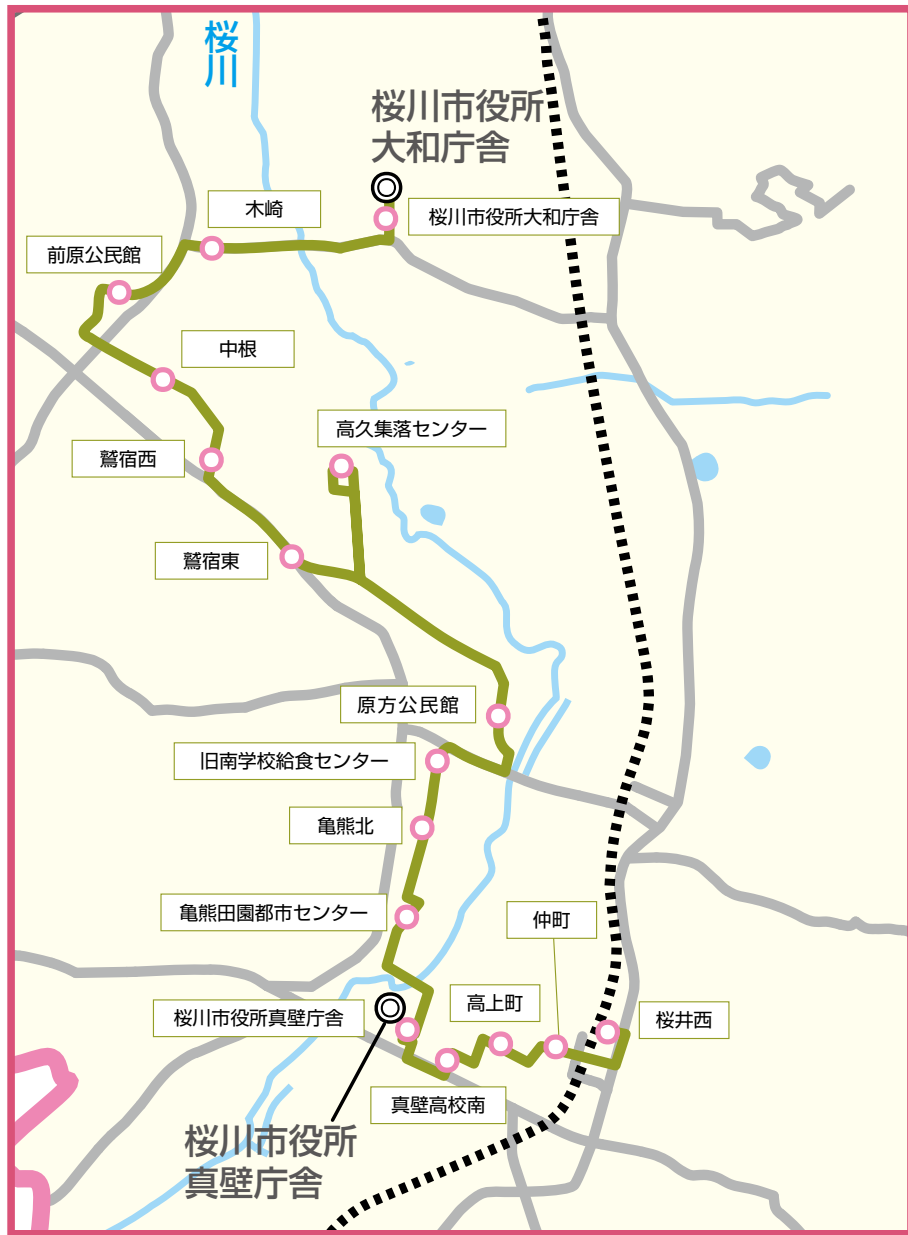 桜川
桜川市役所
大和庁舎
木崎
桜川市役所大和庁舎
前原公民館
中根
高久集落センター
鷲宿西
鷲宿東
原方公民館
旧南学校給食センター
亀熊北
亀熊田園都市センター
仲町
桜川市役所真壁庁舎
高上町
桜井西
真壁高校南
桜川市役所
真壁庁舎